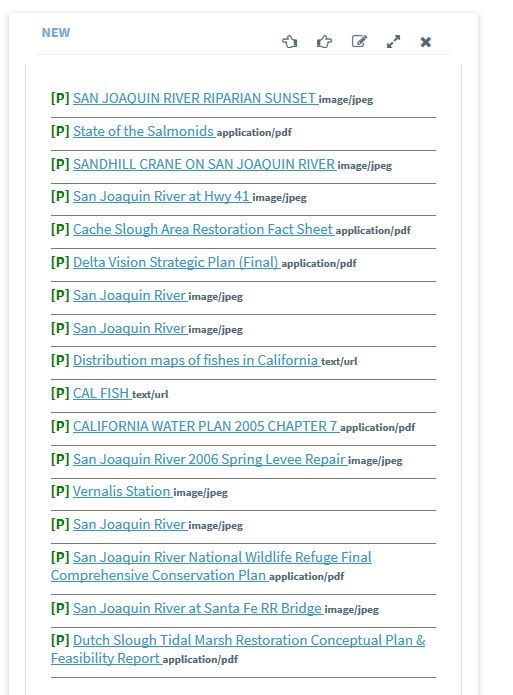 NEW
[P] SAN JOAQUIN RIVER RIPARIAN SUNSET image/jpeg
[P] State of the Salmonids application/pdf
[P] SANDHILL CRANE ON SAN JOAQUIN RIVER image/jpeg
[P] San Joaquin River at Hwy 41 image/jpeg
[P] Cache Slough Area Restoration Fact Sheet application/pdf
[P] Delta Vision Strategic Plan (Final) application/pdf
[P] San Joaquin River image/jpeg
[P] San Joaquin River image/jpeg
[P] Distribution maps of fishes in California text/url
[P] CAL FISH text/url
[P] CALIFORNIA WATER PLAN 2005 CHAPTER 7 application/pdf
[P] San Joaquin River 2006 Spring Levee Repair image/jpeg
[P] Vernalis Station image/jpeg
[P] San Joaquin River image/jpeg
[P] San Joaquin River National Wildlife Refuge Final
Comprehensive Conservation Plan application/pdf
[P] San Joaquin River at Santa Fe RR Bridge image/jpeg
[P] Dutch Slough Tidal Marsh Restoration Conceptual Plan &
Feasibility Report application/pdf